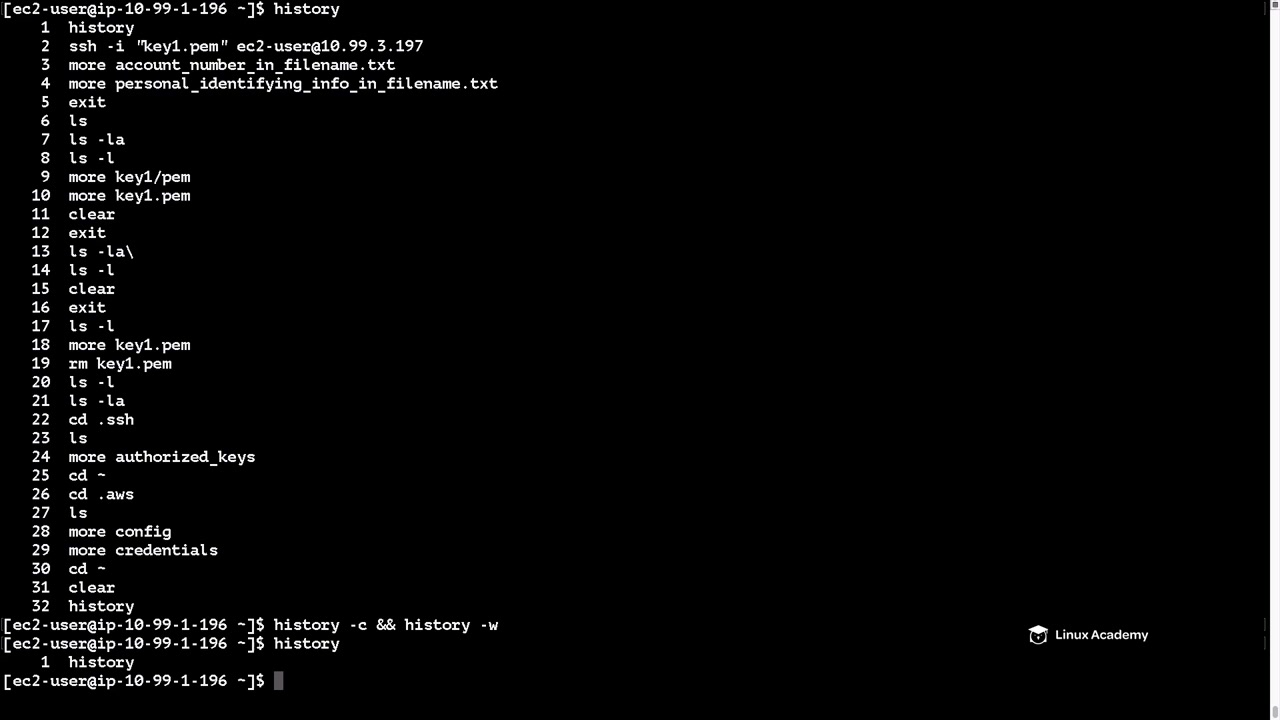 [ec2-user@ip-10-99-1-196 ~]$ history
1 history
2 ssh -i "key1.pem" ec2-user@10.99.3.197
3 more account_number_in_filename.txt
4 more personal_identifying_info_in_filename.txt
5 exit
6 ls
7 ls -la
8 ls -l
9 more key1/pem
10 more key1.pem
11 clear
12 exit
13 ls -la\
14 ls -l
15 clear
16 exit
17 ls -l
18 more key1.pem
19 rm key1.pem
20 ls -l
21 ls -la
22 cd .ssh
23 ls
24 more authorized_keys
25 cd ~
26 cd .aws
27 ls
28 more config
29 more credentials
30 cd ~
31 clear
32 history
[ec2-user@ip-10-99-1-196 ~]$ history -c && history -w
[ec2-user@ip-10-99-1-196 ~]$ history
1 history
[ec2-user@ip-10-99-1-196 ~]$
Linux Academy